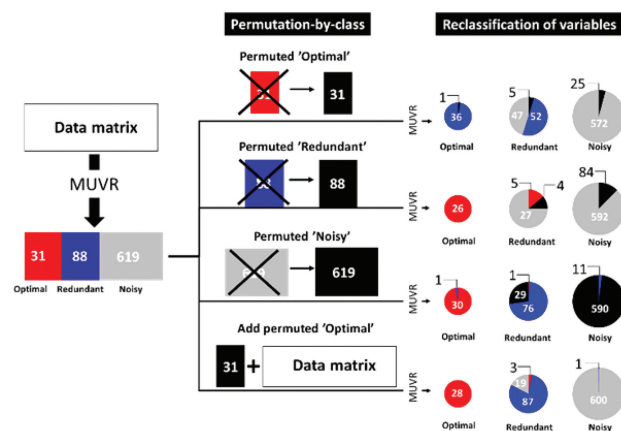 Permutation-by-class
Reclassification of variables
Permuted 'Optimal'
31
MUVR
1
36
Optimal
5
47
52
Redundant
25
572
Noisy
Data matrix
MUVR
31
88
619
Optimal
Redundant
Noisy
Permuted 'Redundant'
88
MUVR
26
Optimal
5
4
27
Redundant
84
592
Noisy
Permuted 'Noisy'
619
MUVR
1
30
Optimal
1
29
76
Redundant
11
590
Noisy
Add permuted 'Optimal'
31
+
Data matrix
MUVR
28
Optimal
3
19
87
Redundant
1
600
Noisy